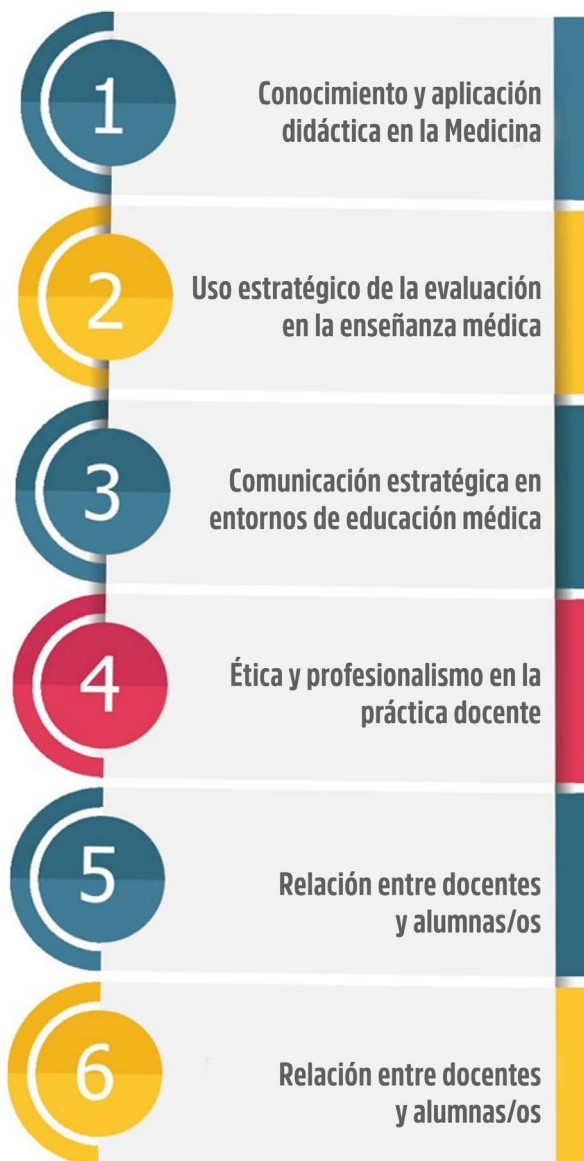 1
Conocimiento y aplicación
didáctica en la Medicina
2
Uso estratégico de la evaluación
en la enseñanza médica
3
Comunicación estratégica en
entornos de educación médica
4
Ética y profesionalismo en la
práctica docente
5
Relación entre docentes
y alumnas/os
6
Relación entre docentes
y alumnas/os